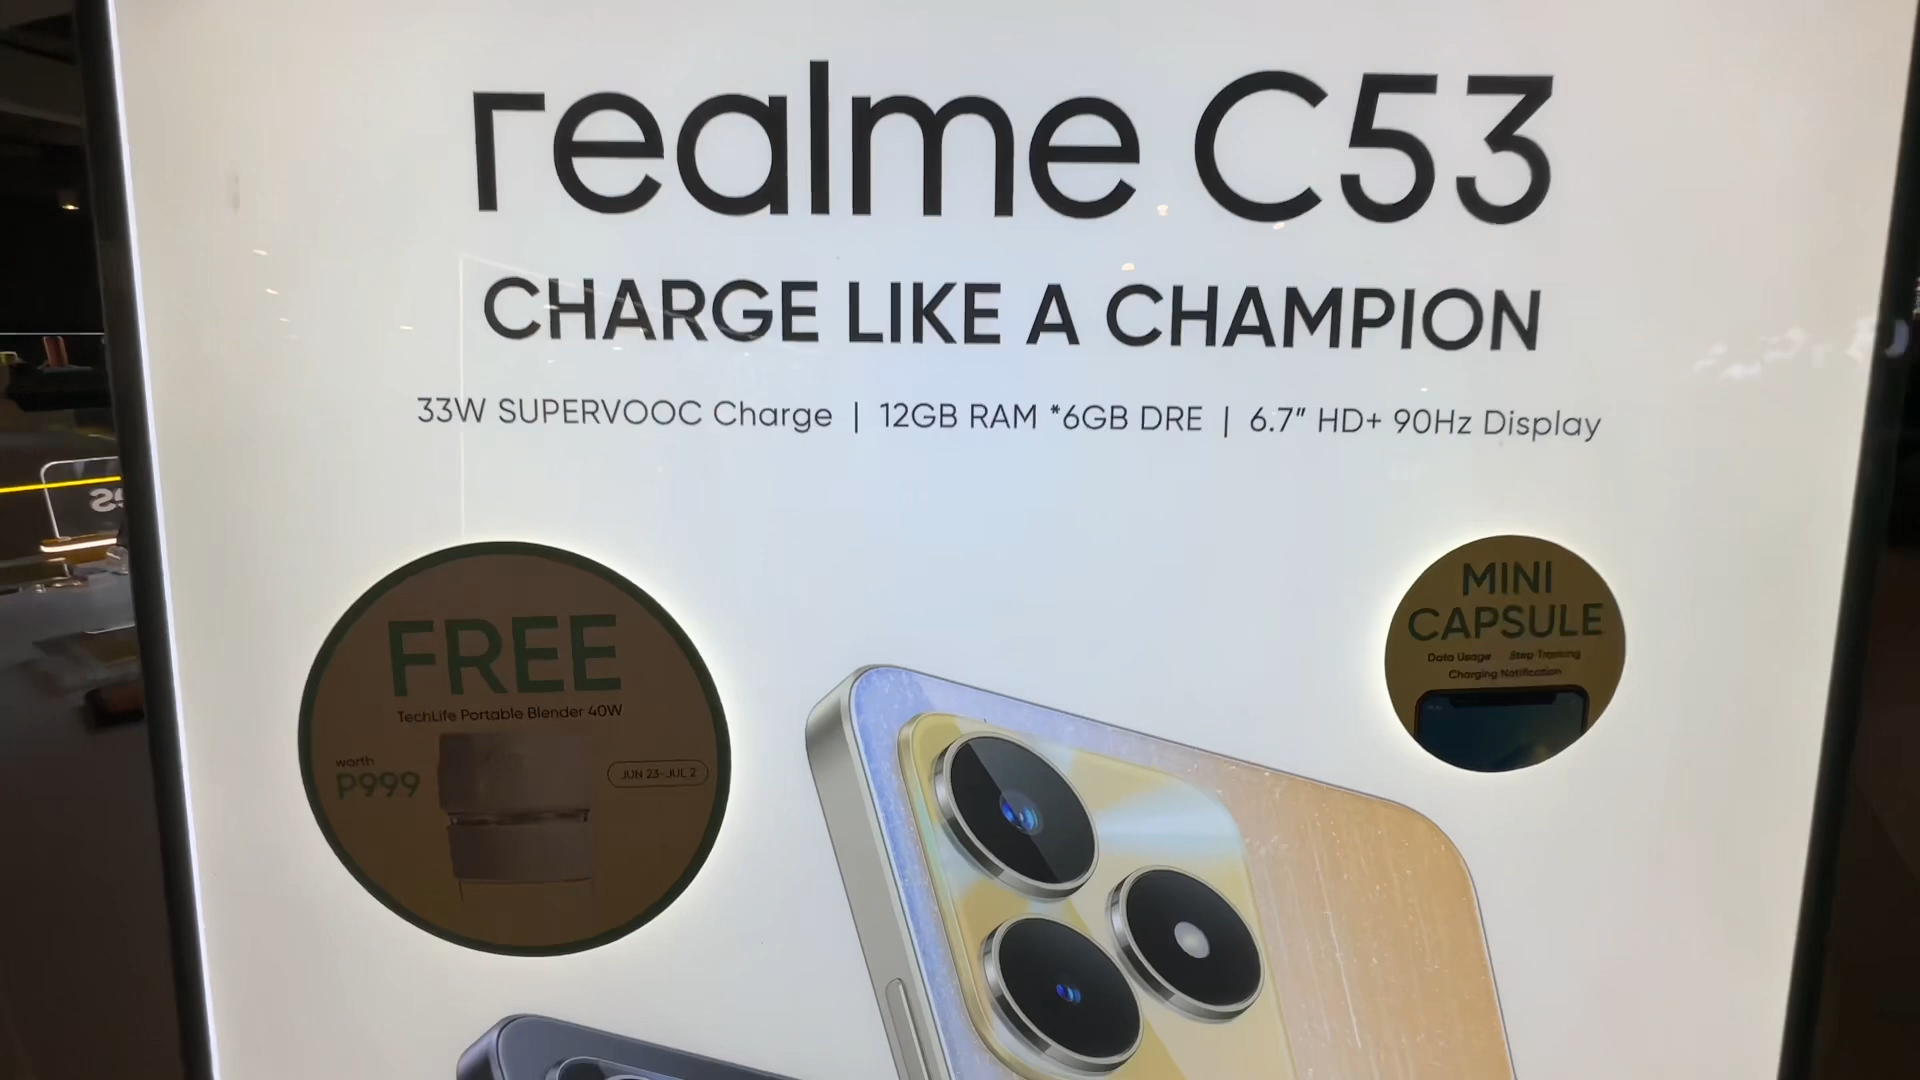 realme C53
CHARGE LIKE A CHAMPION
33W SUPERVOOC Charge | 12GB RAM *6GB DRE | 6.7" HD+ 90Hz Display
FREE
TechLife Portable Blender 40W
worth
P999
JUN 23-JUL 2
MINI
CAPSULE
Data Usage Step Tracking
Charging Notification